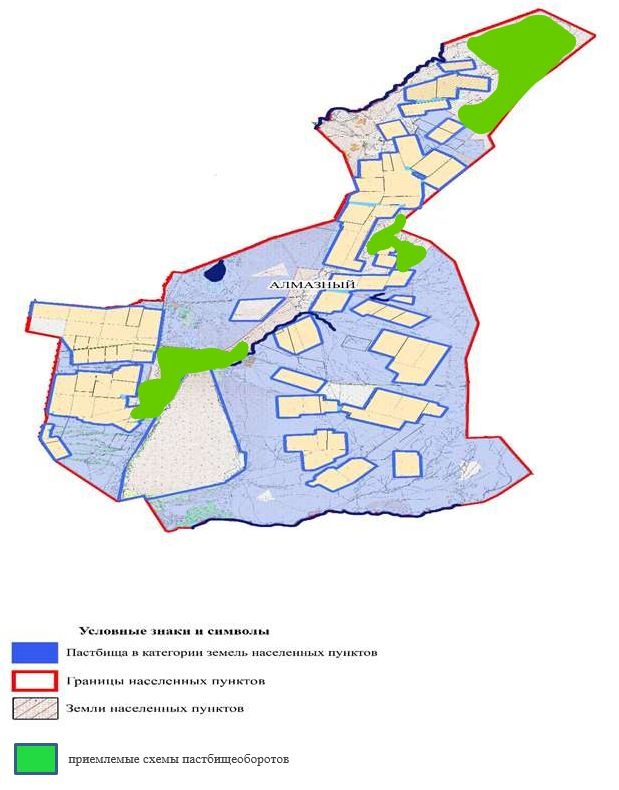 АЛМАЗНЫЙ
Условные знаки и символы
Пастбища в категории земель населенных пунктов
Границы населенных пунктов
Земли населенных пунктов
приемлемые схемы пастбищеоборотов